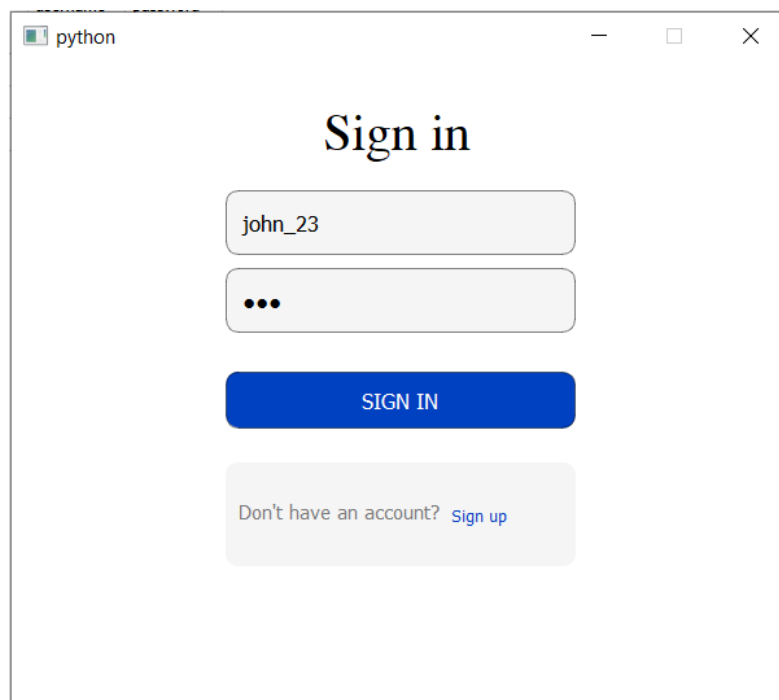 python
Sign in
john_23
●●●
SIGN IN
Don't have an account? Sign up